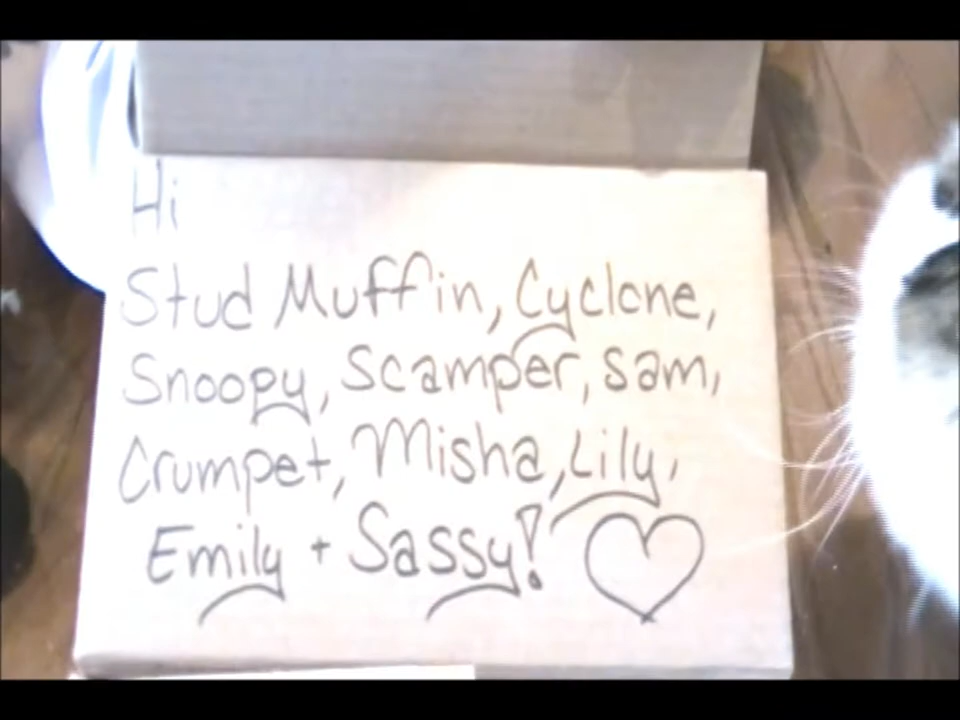 Hi
Stud Muffin, Cyclone,
Snoopy, Scamper, Sam,
Crumpet, Misha, Lily,
Emily + Sassy!